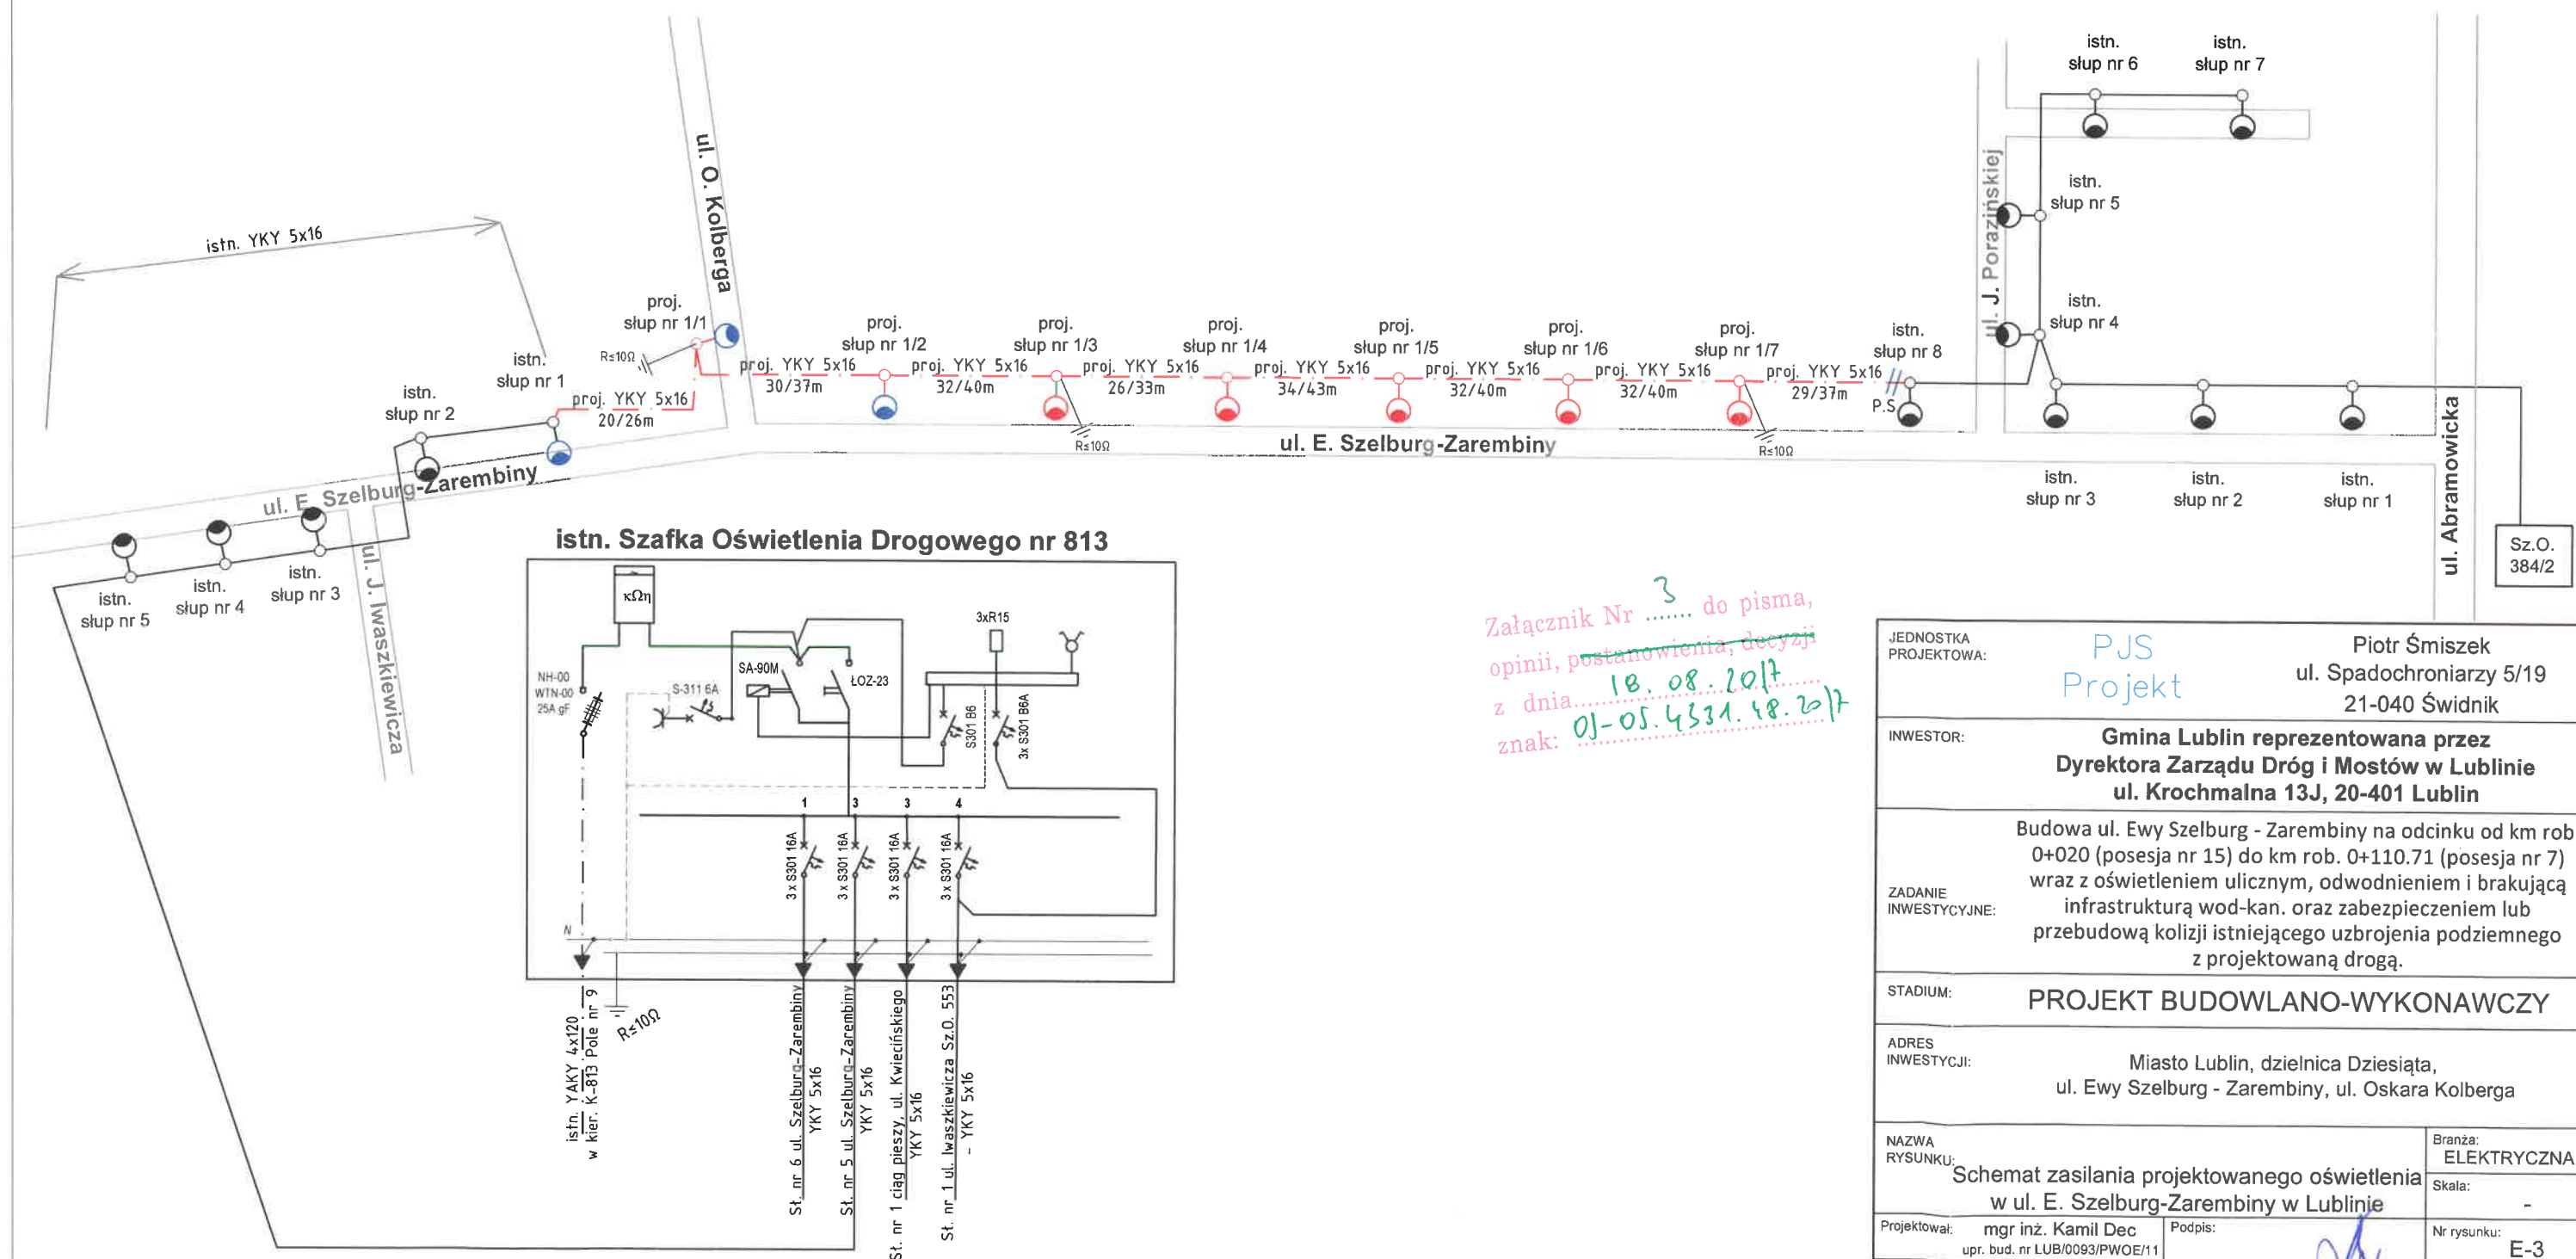 istn. YKY 5x16
ul. O. Kolberga
proj.
słup nr 1/1
R≤10Ω
istn.
słup nr 1
istn.
słup nr 2
proj. YKY 5x16
20/26m
proj. YKY 5x16
30/37m
proj.
słup nr 1/2
proj. YKY 5x16
32/40m
proj.
słup nr 1/3
R≤10Ω
proj. YKY 5x16
26/33m
proj.
słup nr 1/4
proj. YKY 5x16
34/43m
proj.
słup nr 1/5
proj. YKY 5x16
32/40m
proj.
słup nr 1/6
proj. YKY 5x16
32/40m
proj.
słup nr 1/7
R≤10Ω
proj. YKY 5x16
29/37m
istn.
słup nr 8
P.S
ul. J. Porazińskiej
istn.
słup nr 6
istn.
słup nr 7
istn.
słup nr 5
istn.
słup nr 4
istn.
słup nr 3
istn.
słup nr 2
istn.
słup nr 1
ul. Abramowicka
Sz.O.
384/2
ul. E. Szelburg-Zarembiny
ul. E. Szelburg-Zarembiny
istn.
słup nr 5
istn.
słup nr 4
istn.
słup nr 3
ul. J. Iwaszkiewicza
istn. Szafka Oświetlenia Drogowego nr 813
κΩη
NH-00
WTN-00
25A gF
S-311 6A
SA-90M
ŁOZ-23
3xR15
S301 B6
3x S301 B6A
1
3
3
4
3 x S301 16A
3 x S301 16A
3 x S301 16A
3 x S301 16A
N
R≤10Ω
istn. YAKY 4x120
w kier. K-813 Pole nr 9
St. nr 6 ul. Szelburg-Zarembiny
YKY 5x16
St. nr 5 ul. Szelburg-Zarembiny
YKY 5x16
St. nr 1 ciąg pieszy, ul. Kwiecińskiego
YKY 5x16
St. nr 1 ul. Iwaszkiewicza Sz.O. 553
- YKY 5x16
Załącznik Nr 3 do pisma,
opinii, postanowienia, decyzji
z dnia 18.08.2017
znak: OJ-OS.4331.48.2017
JEDNOSTKA
PROJEKTOWA:
PJS
Projekt
Piotr Śmiszek
ul. Spadochroniarzy 5/19
21-040 Świdnik
INWESTOR:
Gmina Lublin reprezentowana przez
Dyrektora Zarządu Dróg i Mostów w Lublinie
ul. Krochmalna 13J, 20-401 Lublin
ZADANIE
INWESTYCYJNE:
Budowa ul. Ewy Szelburg - Zarembiny na odcinku od km rob
0+020 (posesja nr 15) do km rob. 0+110.71 (posesja nr 7)
wraz z oświetleniem ulicznym, odwodnieniem i brakującą
infrastrukturą wod-kan. oraz zabezpieczeniem lub
przebudową kolizji istniejącego uzbrojenia podziemnego
z projektowaną drogą.
STADIUM:
PROJEKT BUDOWLANO-WYKONAWCZY
ADRES
INWESTYCJI:
Miasto Lublin, dzielnica Dziesiąta,
ul. Ewy Szelburg - Zarembiny, ul. Oskara Kolberga
NAZWA
RYSUNKU:
Schemat zasilania projektowanego oświetlenia
w ul. E. Szelburg-Zarembiny w Lublinie
Branża:
ELEKTRYCZNA
Skala:
-
Projektował:
mgr inż. Kamil Dec
upr. bud. nr LUB/0093/PWOE/11
Podpis:
Nr rysunku:
E-3